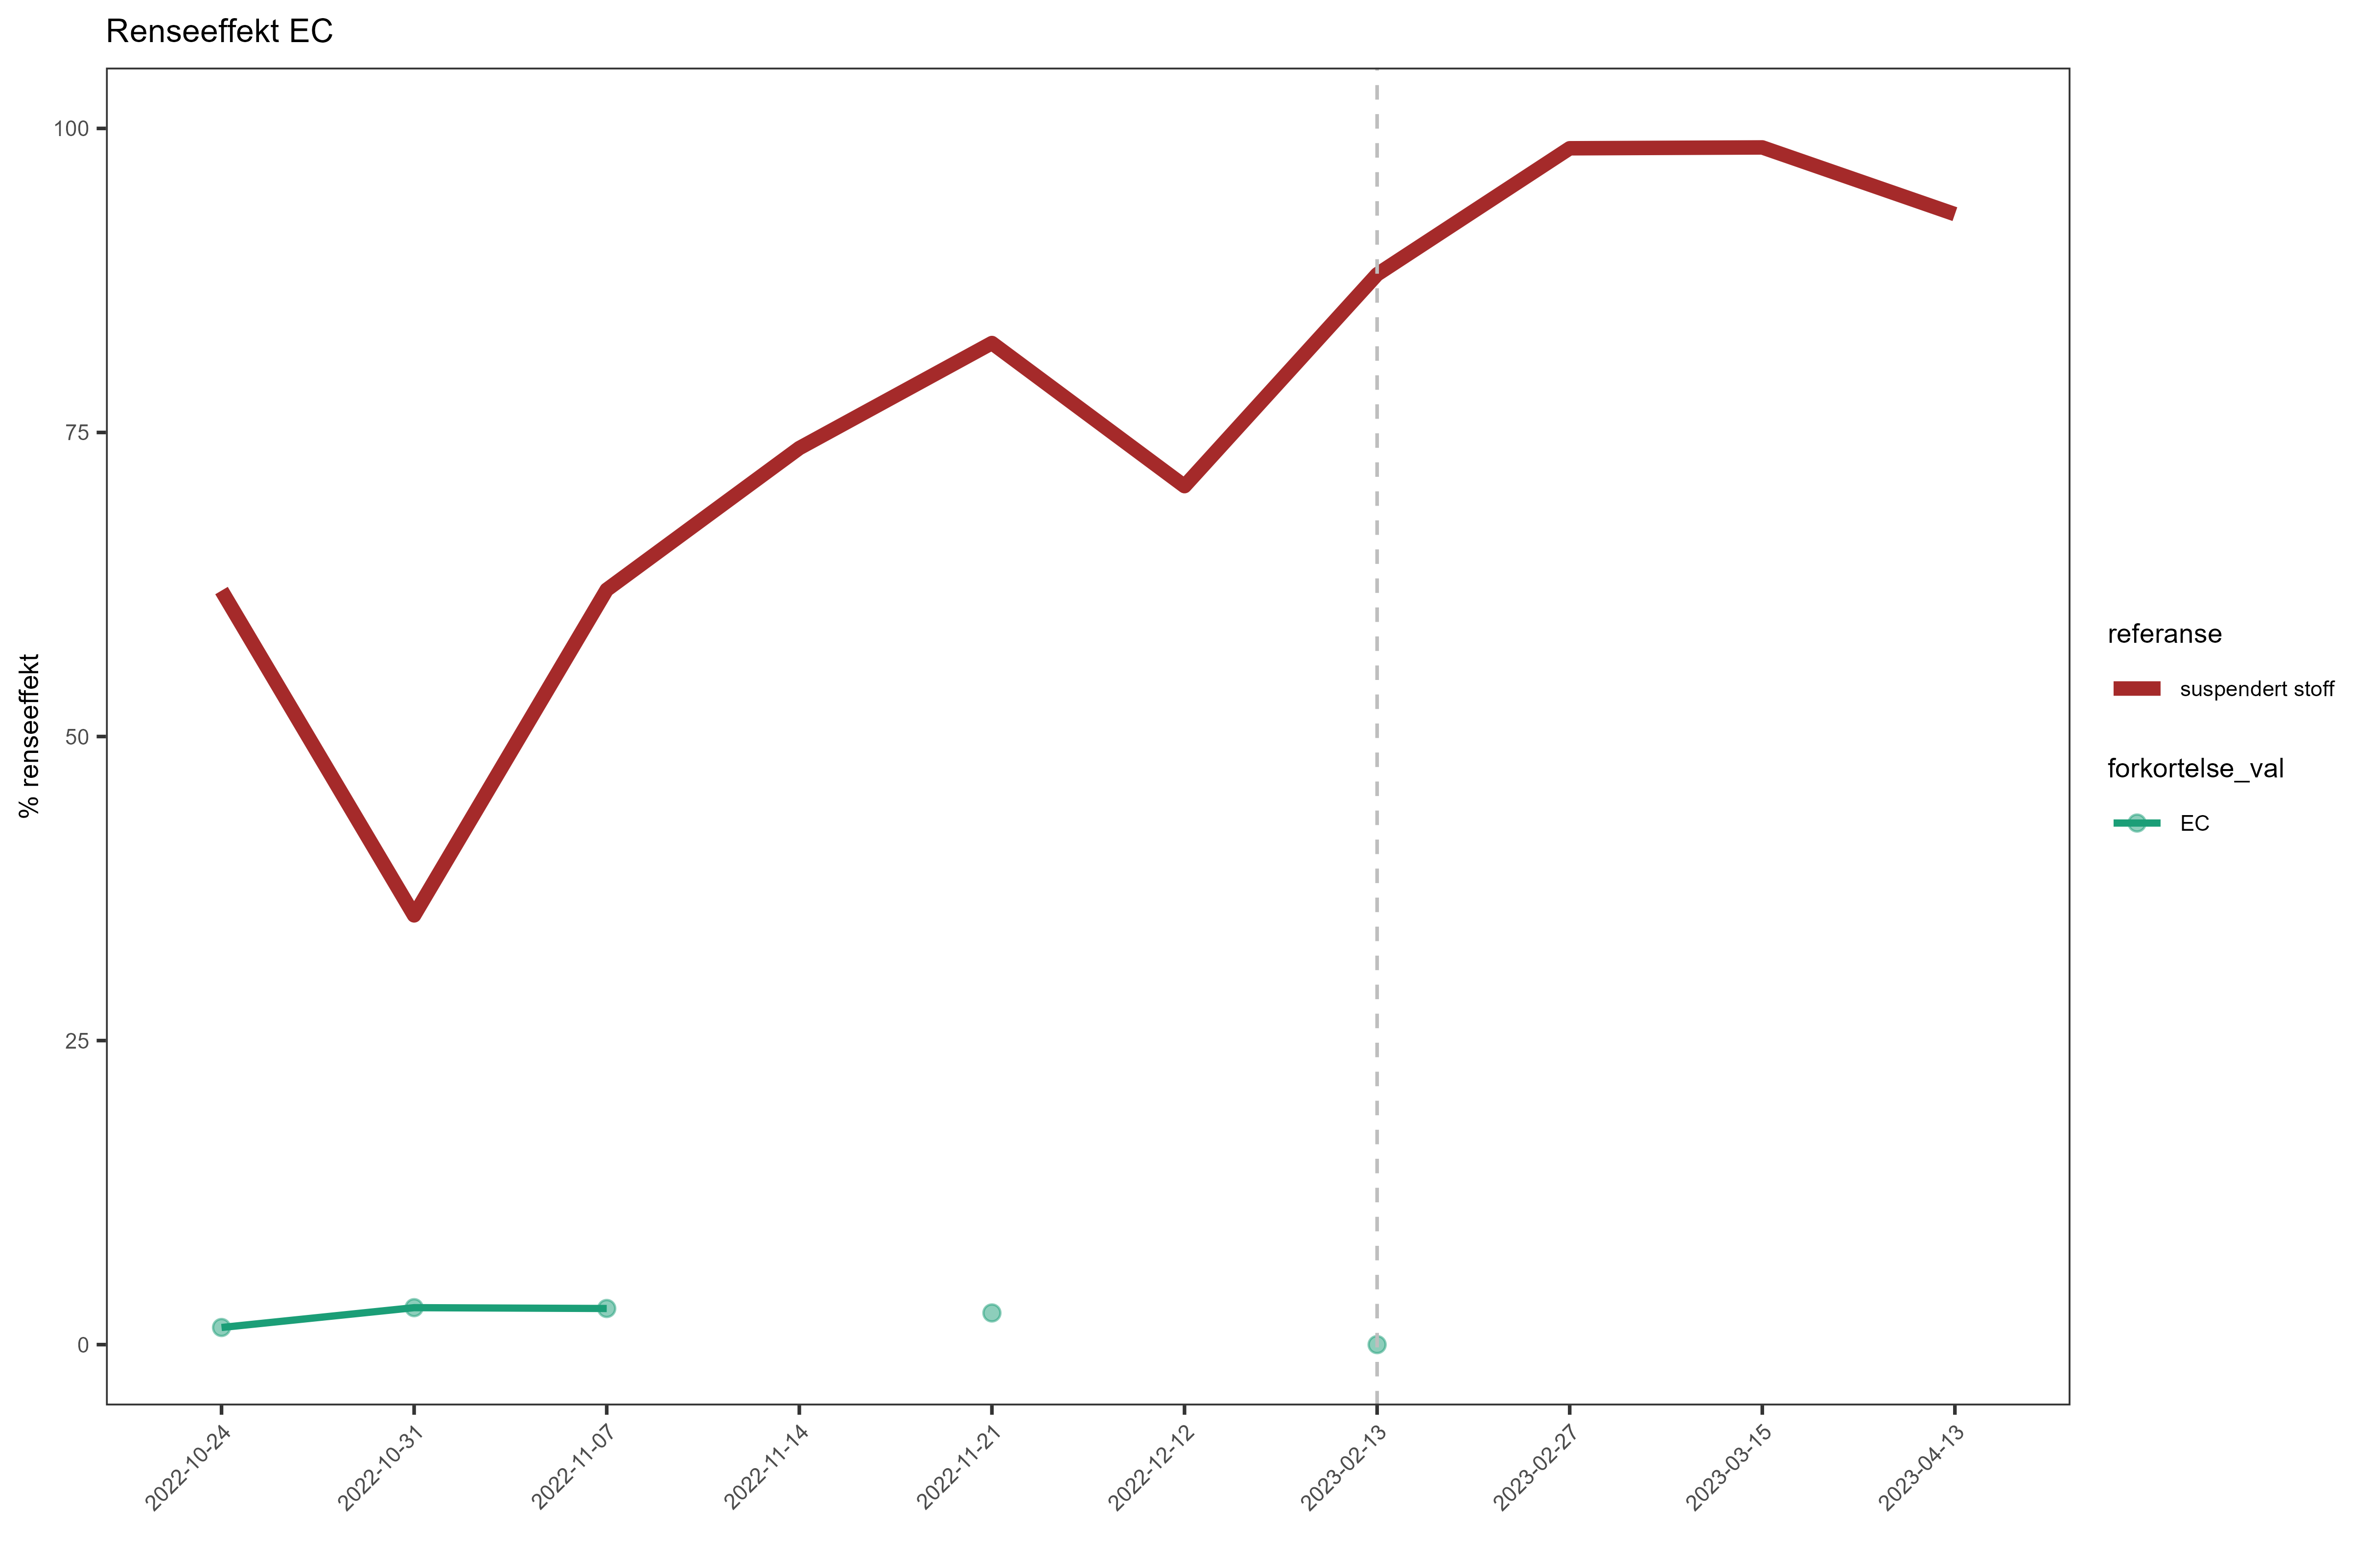 Renseeffekt EC
% renseeffekt
100
75
50
25
0
2022-10-24
2022-10-31
2022-11-07
2022-11-14
2022-11-21
2022-12-12
2023-02-13
2023-02-27
2023-03-15
2023-04-13
referanse
suspendert stoff
forkortelse_val
EC